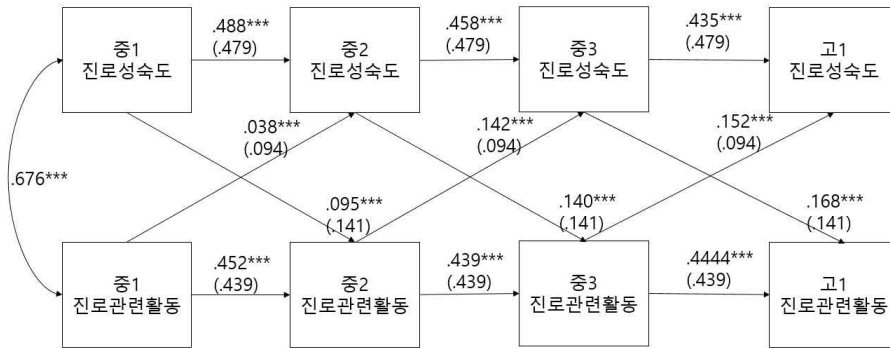 중1
진로성숙도
.488***
(.479)
중2
진로성숙도
.458***
(.479)
중3
진로성숙도
.435***
(.479)
고1
진로성숙도
.038***
(.094)
.142***
(.094)
.152***
(.094)
.676***
.095***
(.141)
.140***
(.141)
.168***
(.141)
중1
진로관련활동
.452***
(.439)
중2
진로관련활동
.439***
(.439)
중3
진로관련활동
.4444***
(.439)
고1
진로관련활동